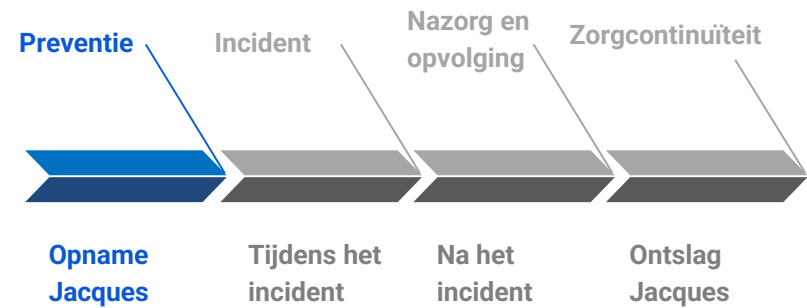 Preventie
Incident
Nazorg en
opvolging
Zorgcontinuïteit
Opname
Jacques
Tijdens het
incident
Na het
incident
Ontslag
Jacques